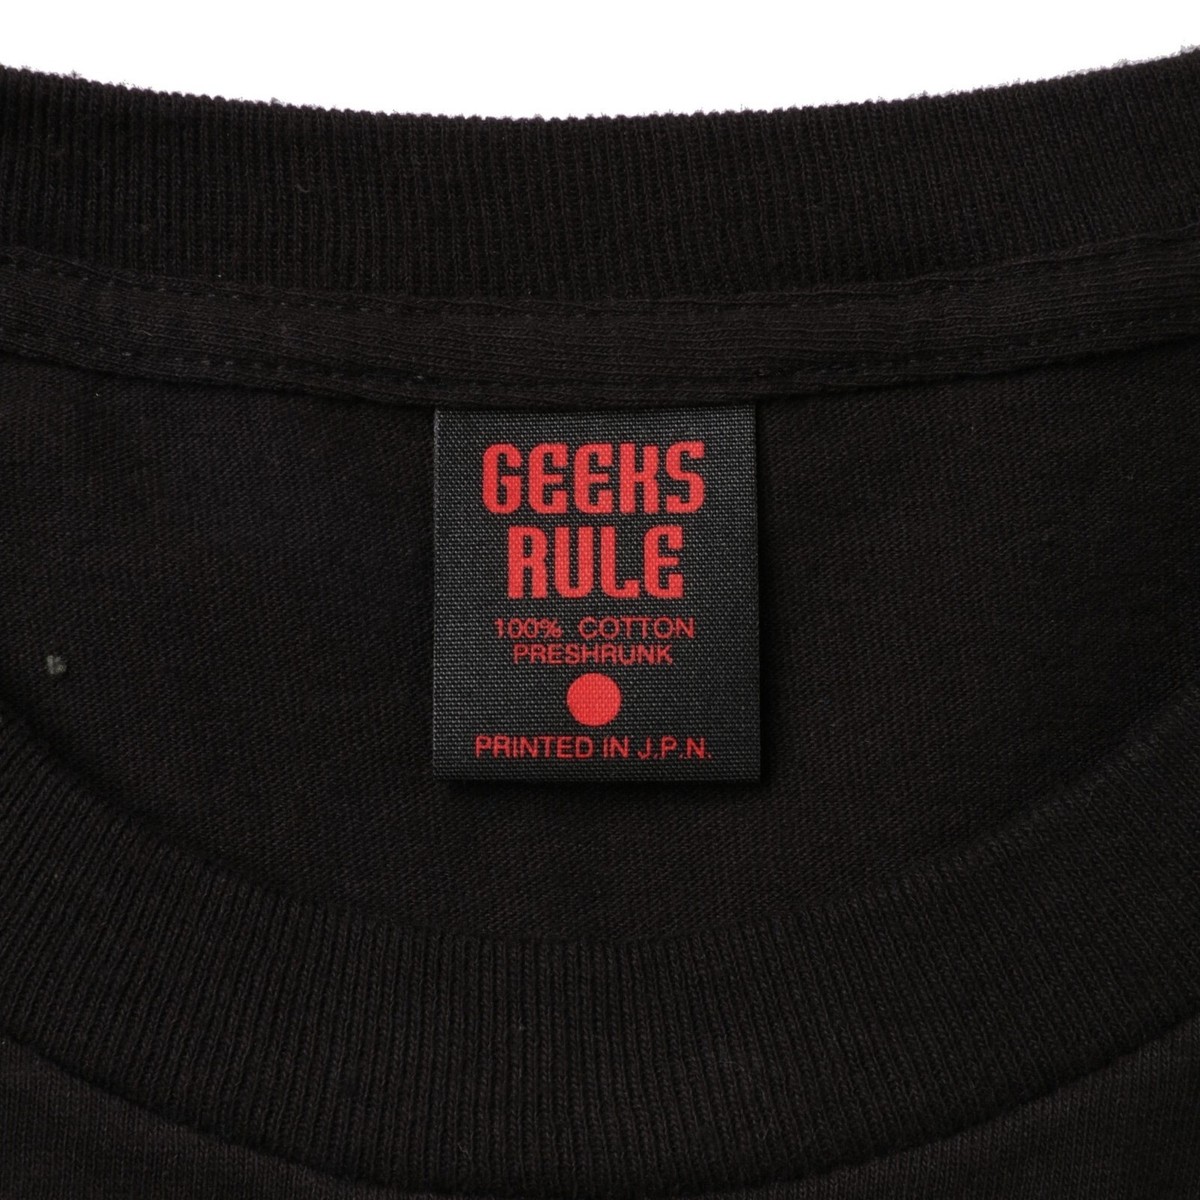 GEEKS
RULE
100% COTTON
PRESHRUNK
PRINTED IN J.P.N.